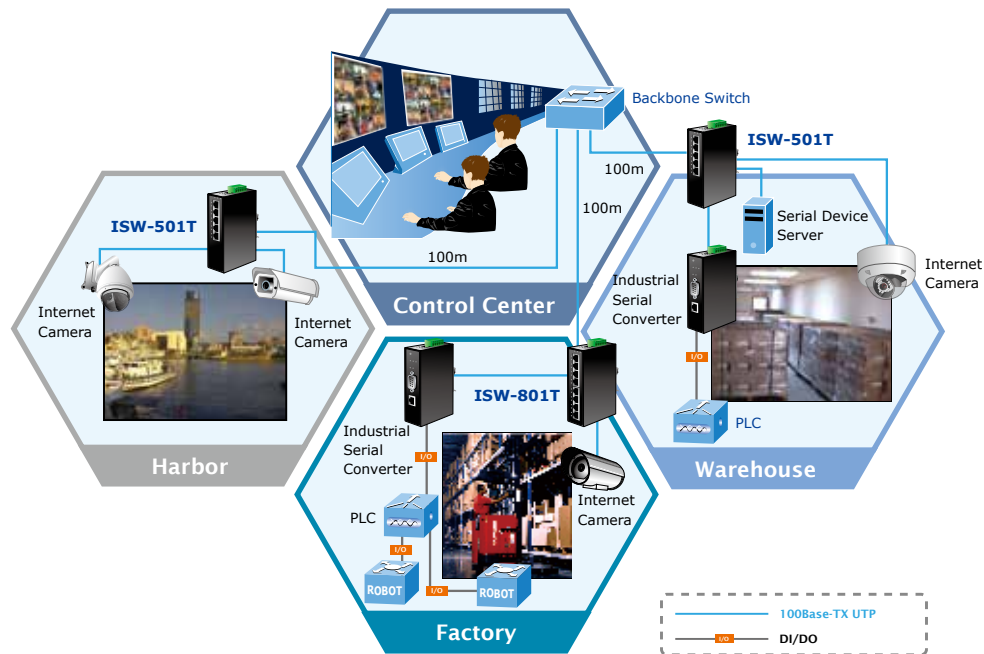 Backbone Switch
ISW-501T
100m
100m
100m
Serial Device
Server
Internet
Camera
Industrial
Serial
Converter
I/O
PLC
Warehouse
ISW-501T
Internet
Camera
Internet
Camera
Harbor
Control Center
ISW-801T
Industrial
Serial
Converter
I/O
PLC
I/O
ROBOT
I/O
ROBOT
Internet
Camera
Factory
100Base-TX UTP
I/O
DI/DO